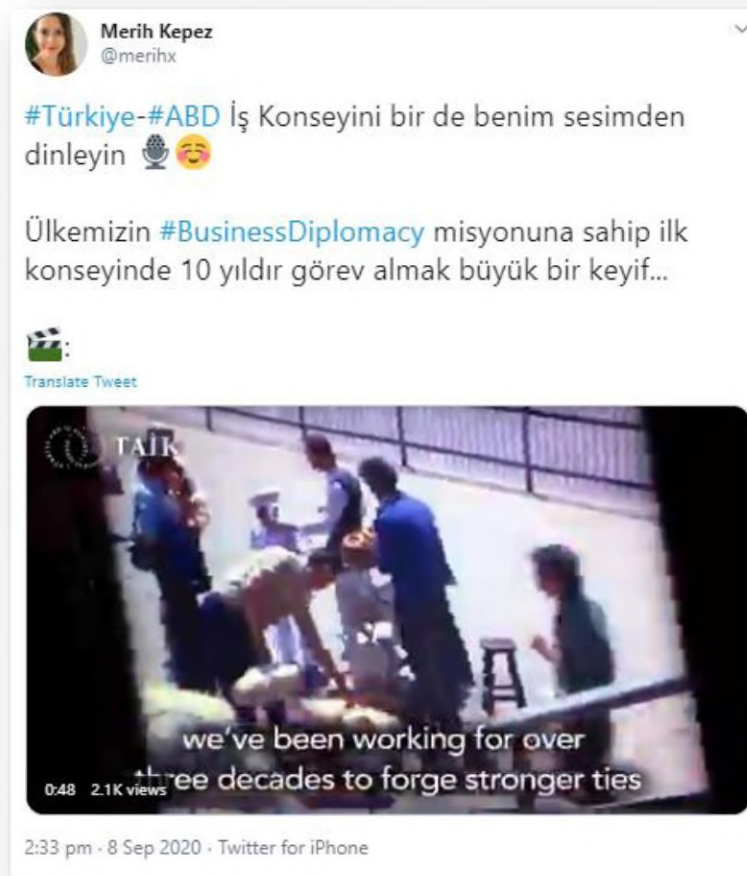 Merih Kepez
@merihx
#Türkiye-#ABD İş Konseyini bir de benim sesimden
dinleyin
Ülkemizin #BusinessDiplomacy misyonuna sahip ilk
konseyinde 10 yıldır görev almak büyük bir keyif...
:
Translate Tweet
TAİK
we've been working for over
three decades to forge stronger ties
0:48 2.1K views
2:33 pm · 8 Sep 2020 · Twitter for iPhone